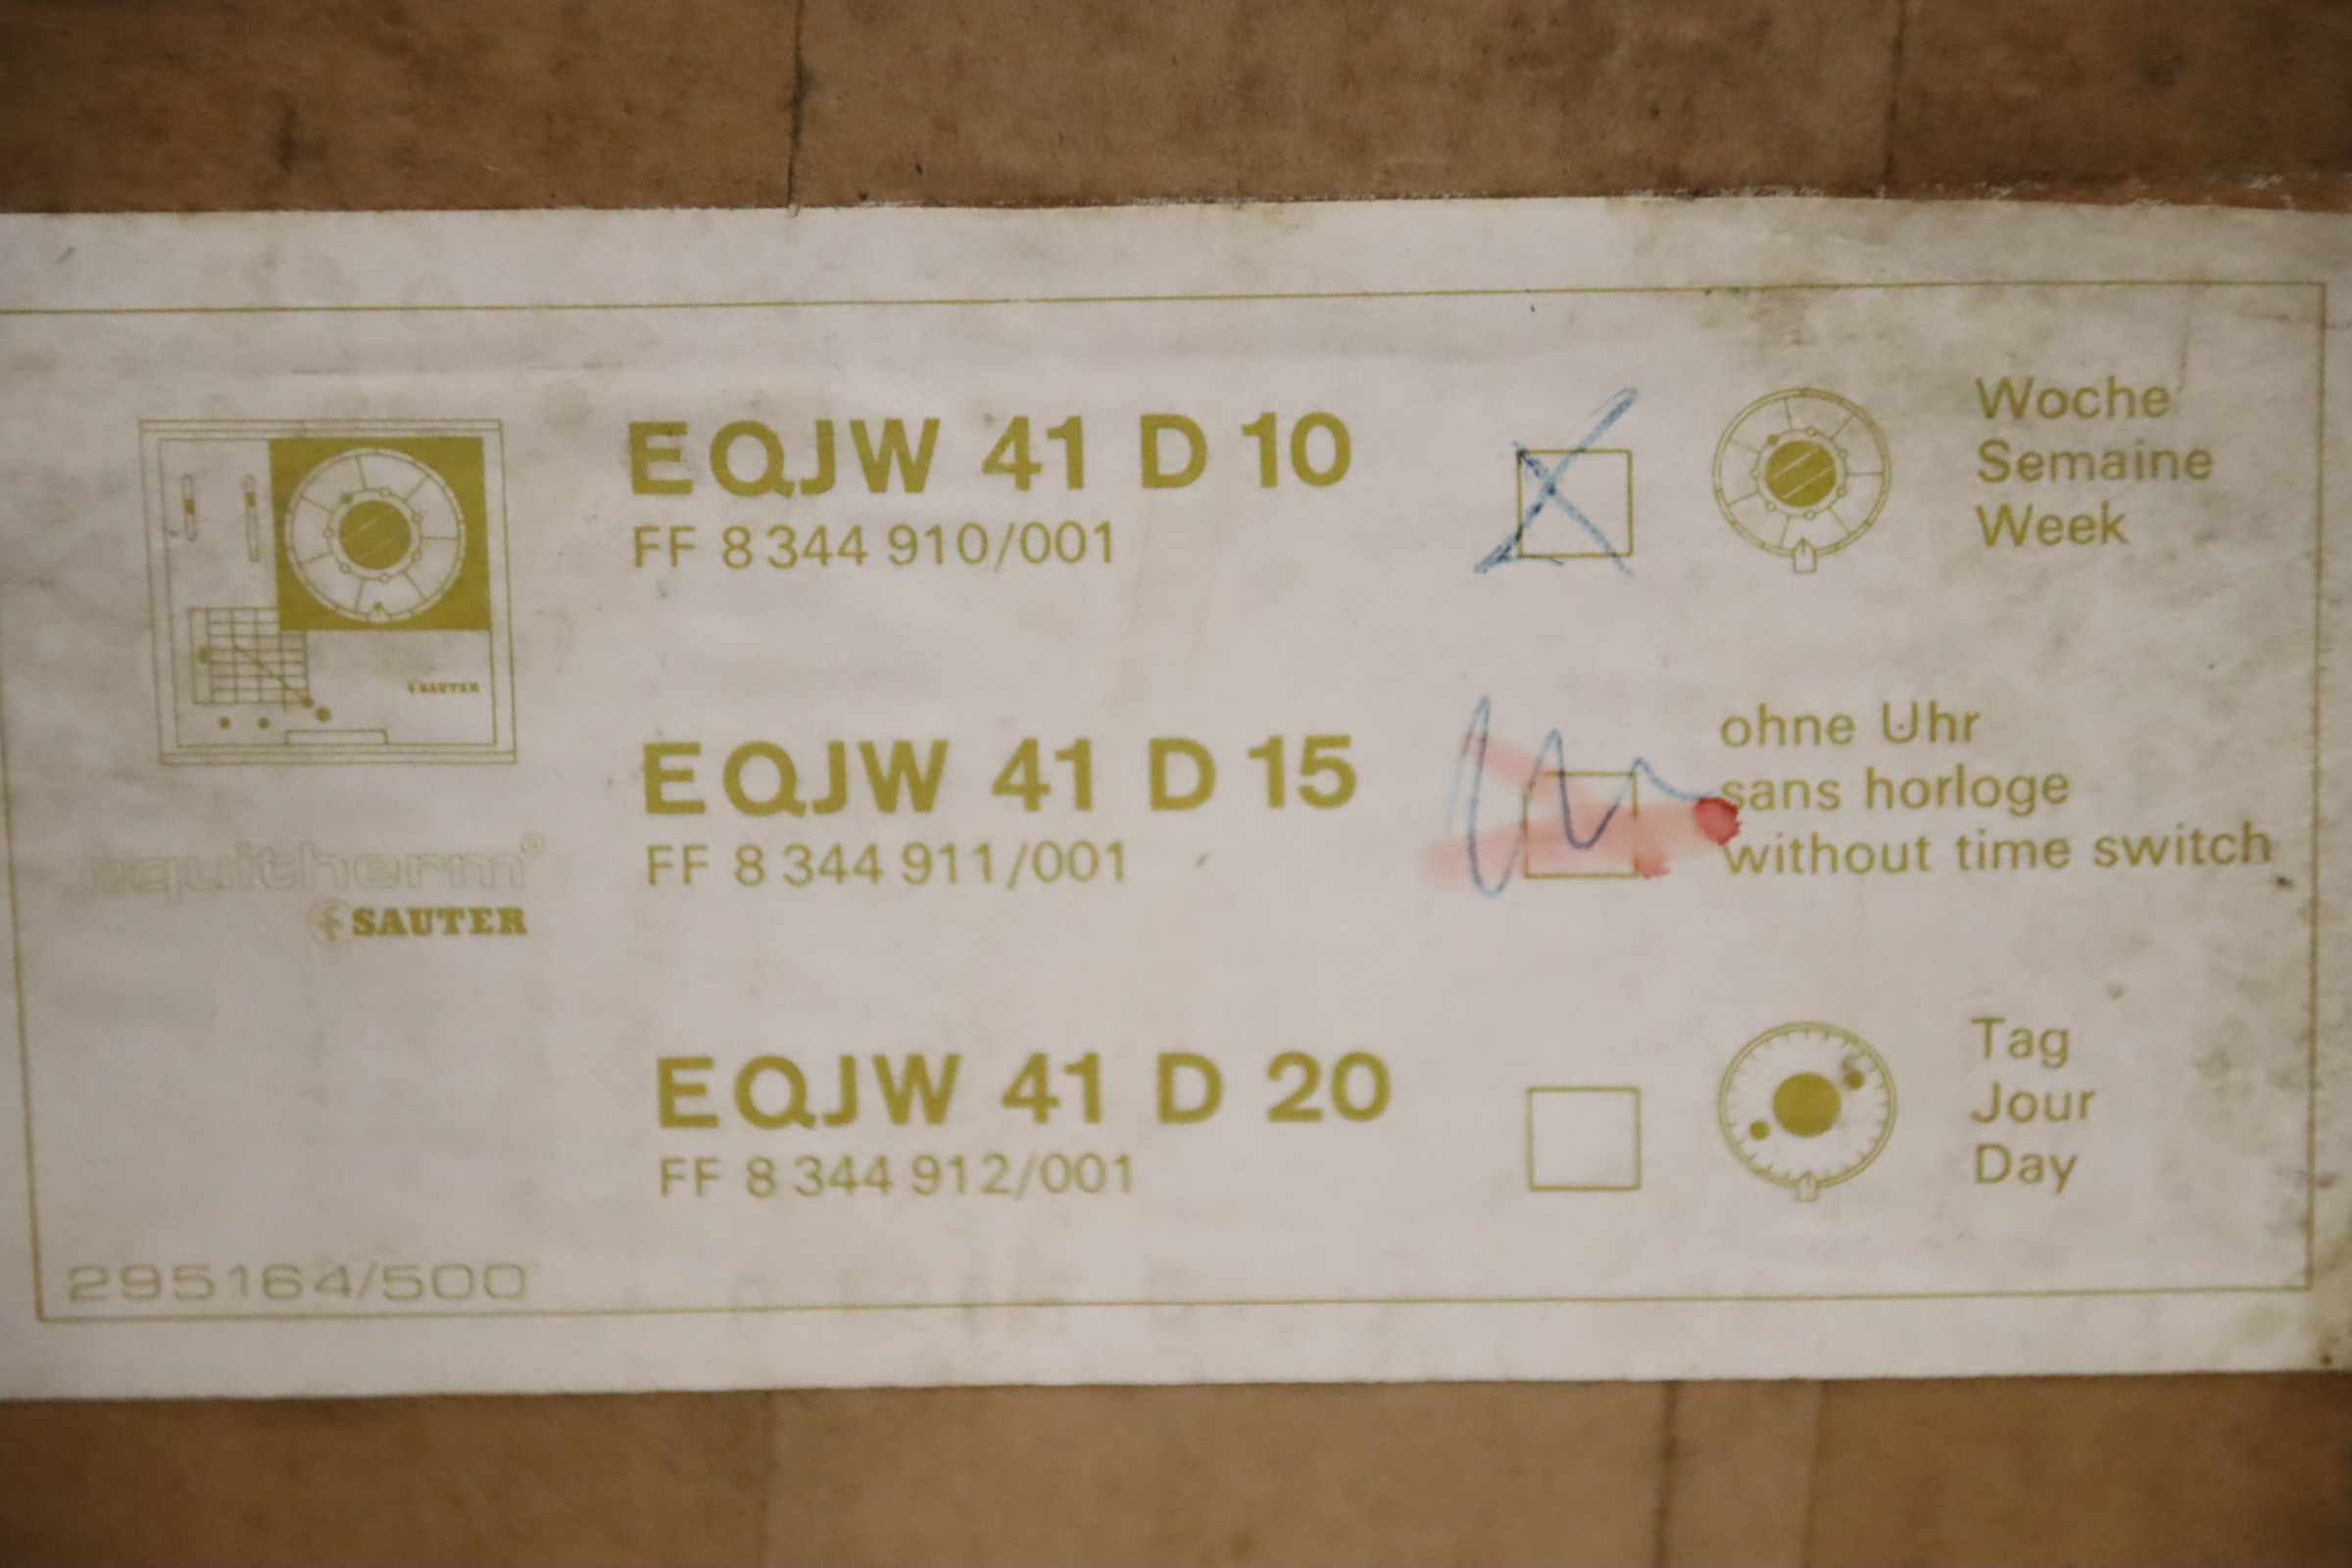 EQJW 41 D 10
FF 8 344 910/001
Woche
Semaine
Week
SAUTER
EQJW 41 D 15
FF 8 344 911/001
ohne Uhr
sans horloge
without time switch
equitherm®
SAUTER
EQJW 41 D 20
FF 8 344 912/001
Tag
Jour
Day
295164/500